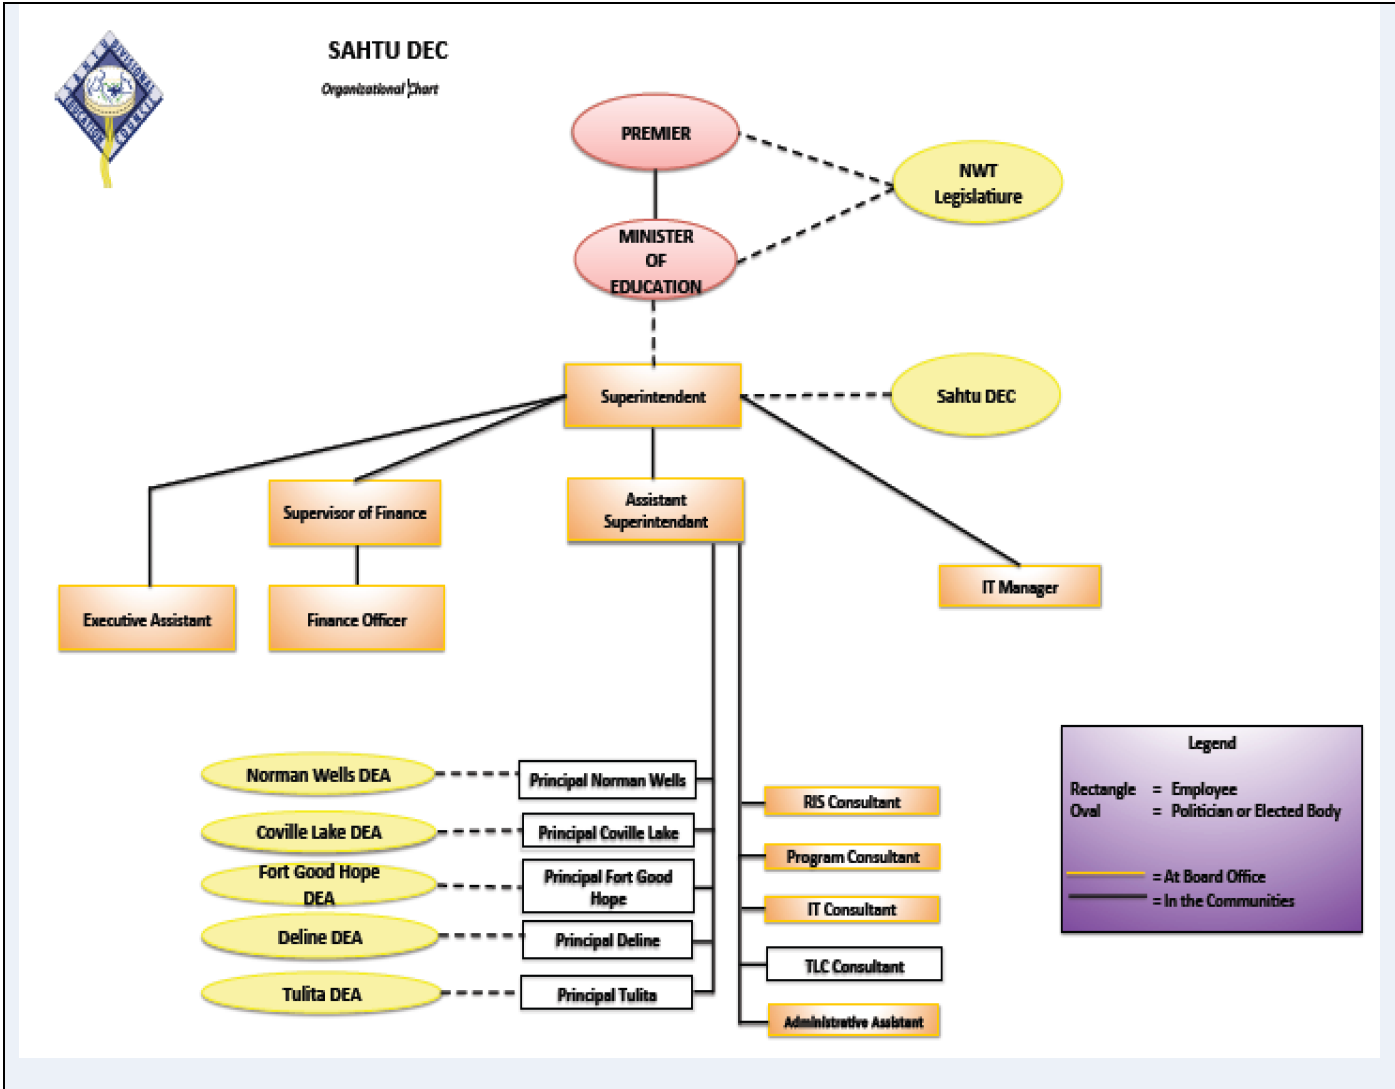 SAHTU DEC
Organizational Chart
SAHTU DIVISIONAL EDUCATION COUNCIL
PREMIER
NWT
Legislatiure
MINISTER
OF
EDUCATION
Superintendent
Sahtu DEC
Assistant
Superintendant
Supervisor of Finance
IT Manager
Executive Assistant
Finance Officer
Norman Wells DEA
Principal Norman Wells
Coville Lake DEA
Principal Coville Lake
Fort Good Hope
DEA
Principal Fort Good
Hope
Deline DEA
Principal Deline
Tulita DEA
Principal Tulita
RIS Consultant
Program Consultant
IT Consultant
TLC Consultant
Administrative Assistant
Legend
Rectangle = Employee
Oval = Politician or Elected Body
= At Board Office
= In the Communities